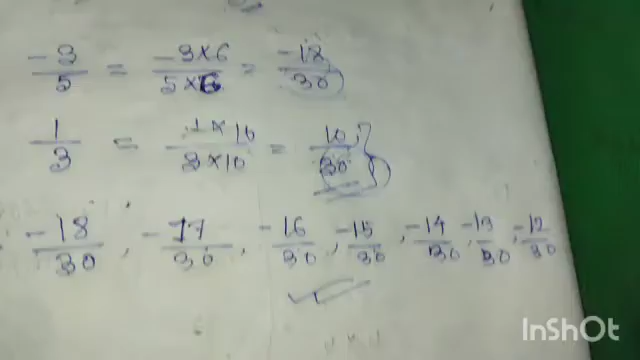 -3/5 = -3×6/5×6 = -18/30
1/3 = 1×10/3×10 = 10/30
-18/30, -17/30, -16/30, -15/30, -14/30, -13/30, -12/30
InShOt